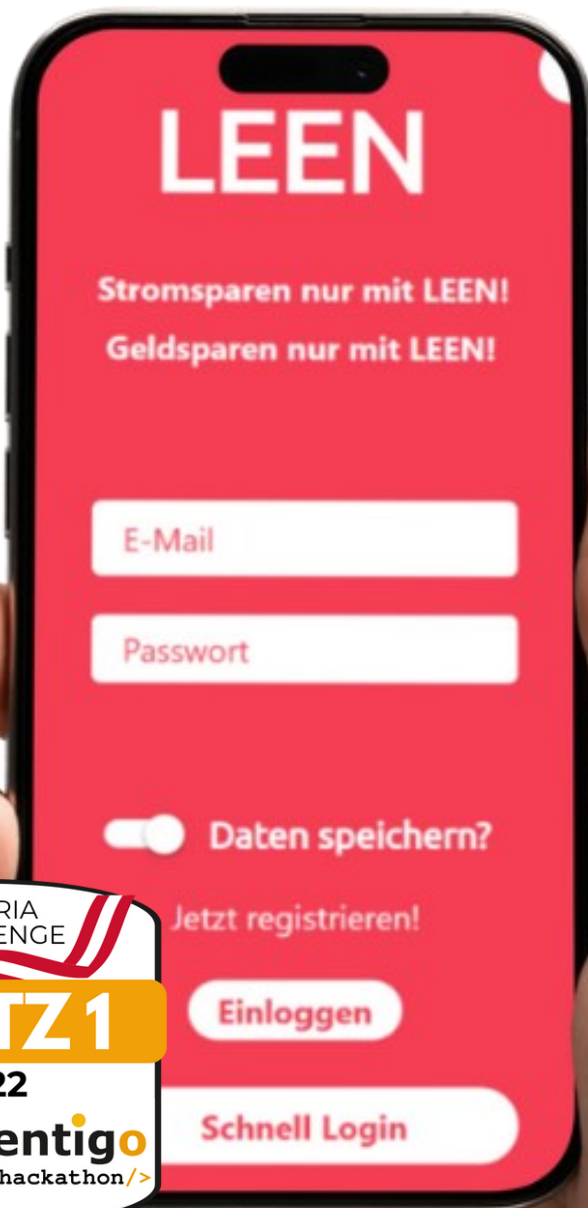 LEEN
Stromsparen nur mit LEEN!
Geldsparen nur mit LEEN!
E-Mail
Passwort
Daten speichern?
Jetzt registrieren!
Einloggen
Schnell Login
RIA
ENGE
TZ 1
22
entigo
hackathon/>